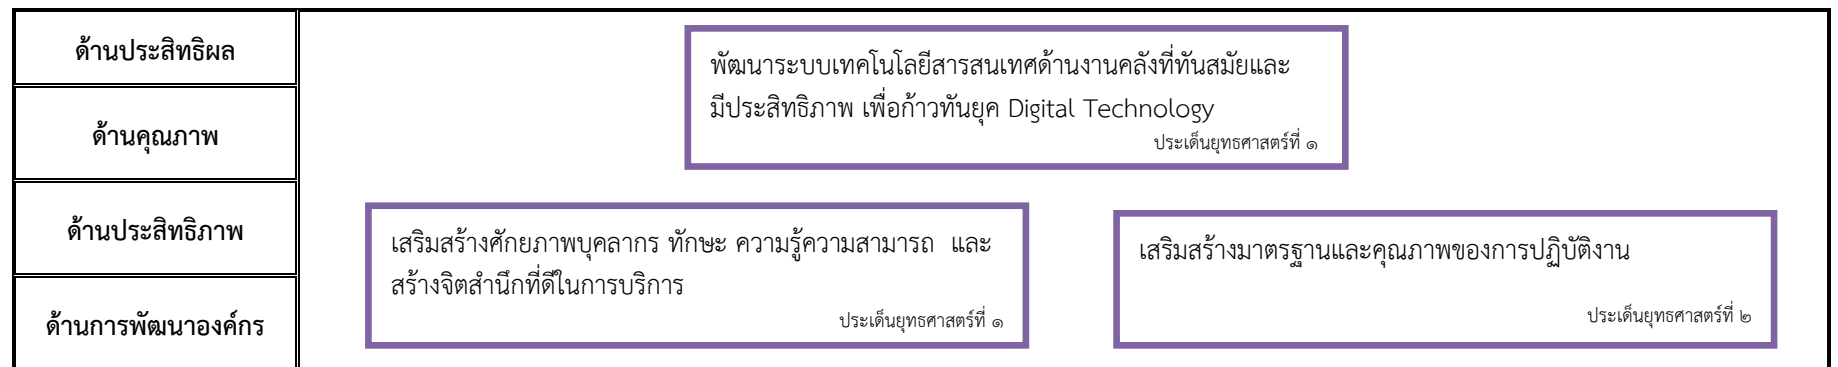 ด้านประสิทธิผล
ด้านคุณภาพ
ด้านประสิทธิภาพ
ด้านการพัฒนาองค์กร
พัฒนาระบบเทคโนโลยีสารสนเทศด้านงานคลังที่ทันสมัยและ
มีประสิทธิภาพ เพื่อก้าวทันยุค Digital Technology
ประเด็นยุทธศาสตร์ที่ ๑
เสริมสร้างศักยภาพบุคลากร ทักษะ ความรู้ความสามารถ และ
สร้างจิตสำนึกที่ดีในการบริการ
ประเด็นยุทธศาสตร์ที่ ๑
เสริมสร้างมาตรฐานและคุณภาพของการปฏิบัติงาน
ประเด็นยุทธศาสตร์ที่ ๒